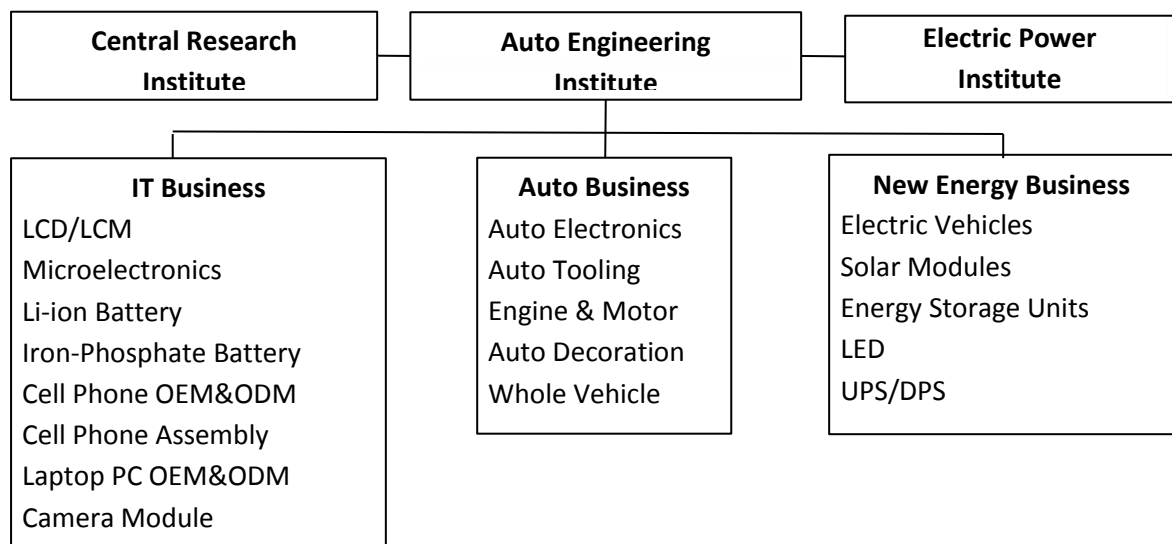 Central Research
Institute
Auto Engineering
Institute
Electric Power
Institute
IT Business
LCD/LCM
Microelectronics
Li-ion Battery
Iron-Phosphate Battery
Cell Phone OEM&ODM
Cell Phone Assembly
Laptop PC OEM&ODM
Camera Module
Auto Business
Auto Electronics
Auto Tooling
Engine & Motor
Auto Decoration
Whole Vehicle
New Energy Business
Electric Vehicles
Solar Modules
Energy Storage Units
LED
UPS/DPS